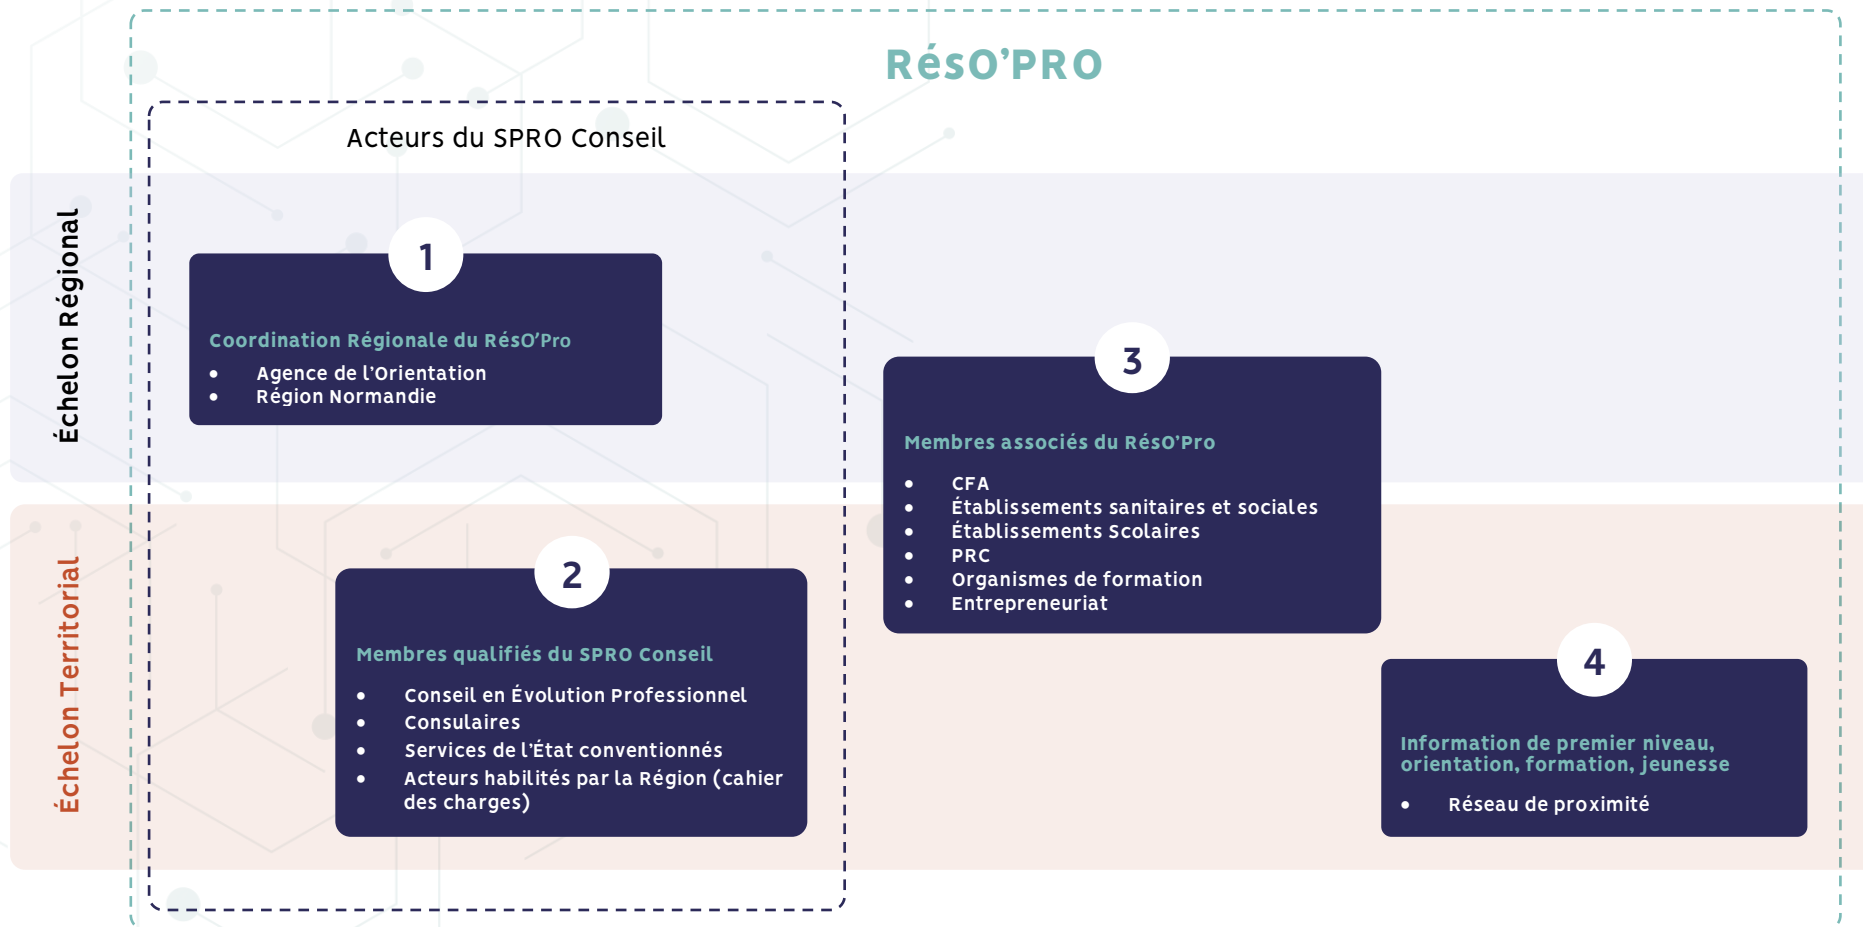 RésO’PRO
Acteurs du SPRO Conseil
Échelon Régional
1
Coordination Régionale du RésO’Pro
• Agence de l’Orientation
• Région Normandie
3
Membres associés du RésO’Pro
• CFA
• Établissements sanitaires et sociales
• Établissements Scolaires
• PRC
• Organismes de formation
• Entrepreneuriat
Échelon Territorial
2
Membres qualifiés du SPRO Conseil
• Conseil en Évolution Professionnel
• Consulaires
• Services de l’État conventionnés
• Acteurs habilités par la Région (cahier
des charges)
4
Information de premier niveau,
orientation, formation, jeunesse
• Réseau de proximité